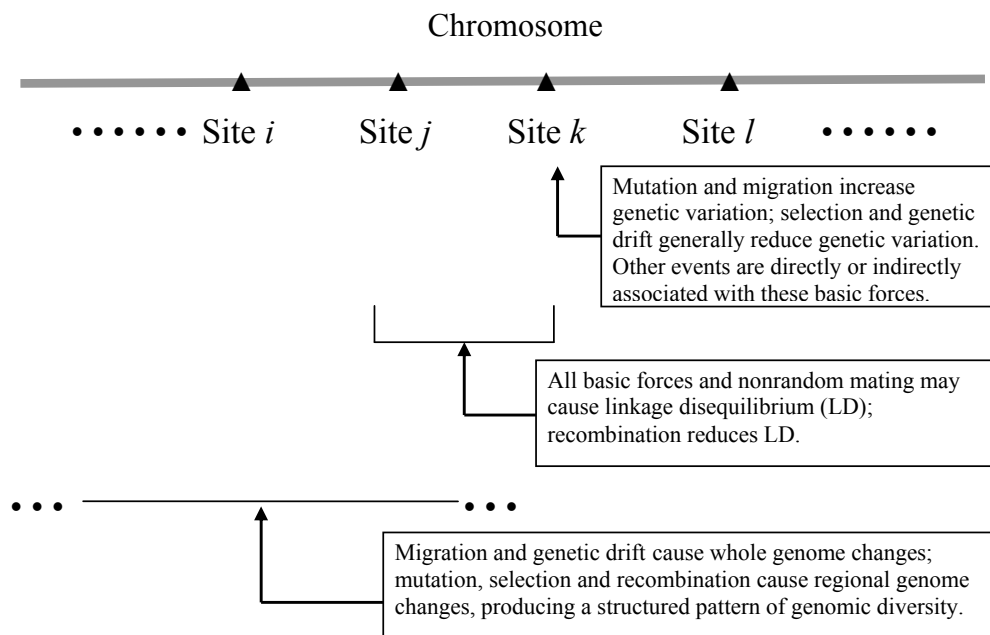 Chromosome
•••••• Site i Site j Site k Site l ••••••
Mutation and migration increase
genetic variation; selection and genetic
drift generally reduce genetic variation.
Other events are directly or indirectly
associated with these basic forces.
All basic forces and nonrandom mating may
cause linkage disequilibrium (LD);
recombination reduces LD.
••• •••
Migration and genetic drift cause whole genome changes;
mutation, selection and recombination cause regional genome
changes, producing a structured pattern of genomic diversity.